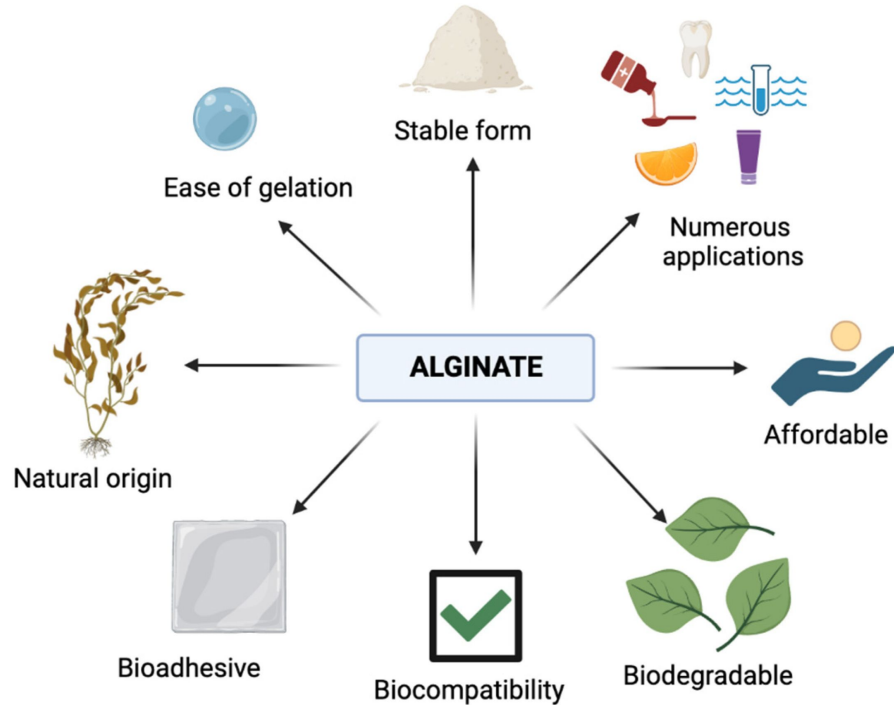 Stable form
Ease of gelation
Numerous
applications
ALGINATE
Affordable
Natural origin
Bioadhesive
Biocompatibility
Biodegradable